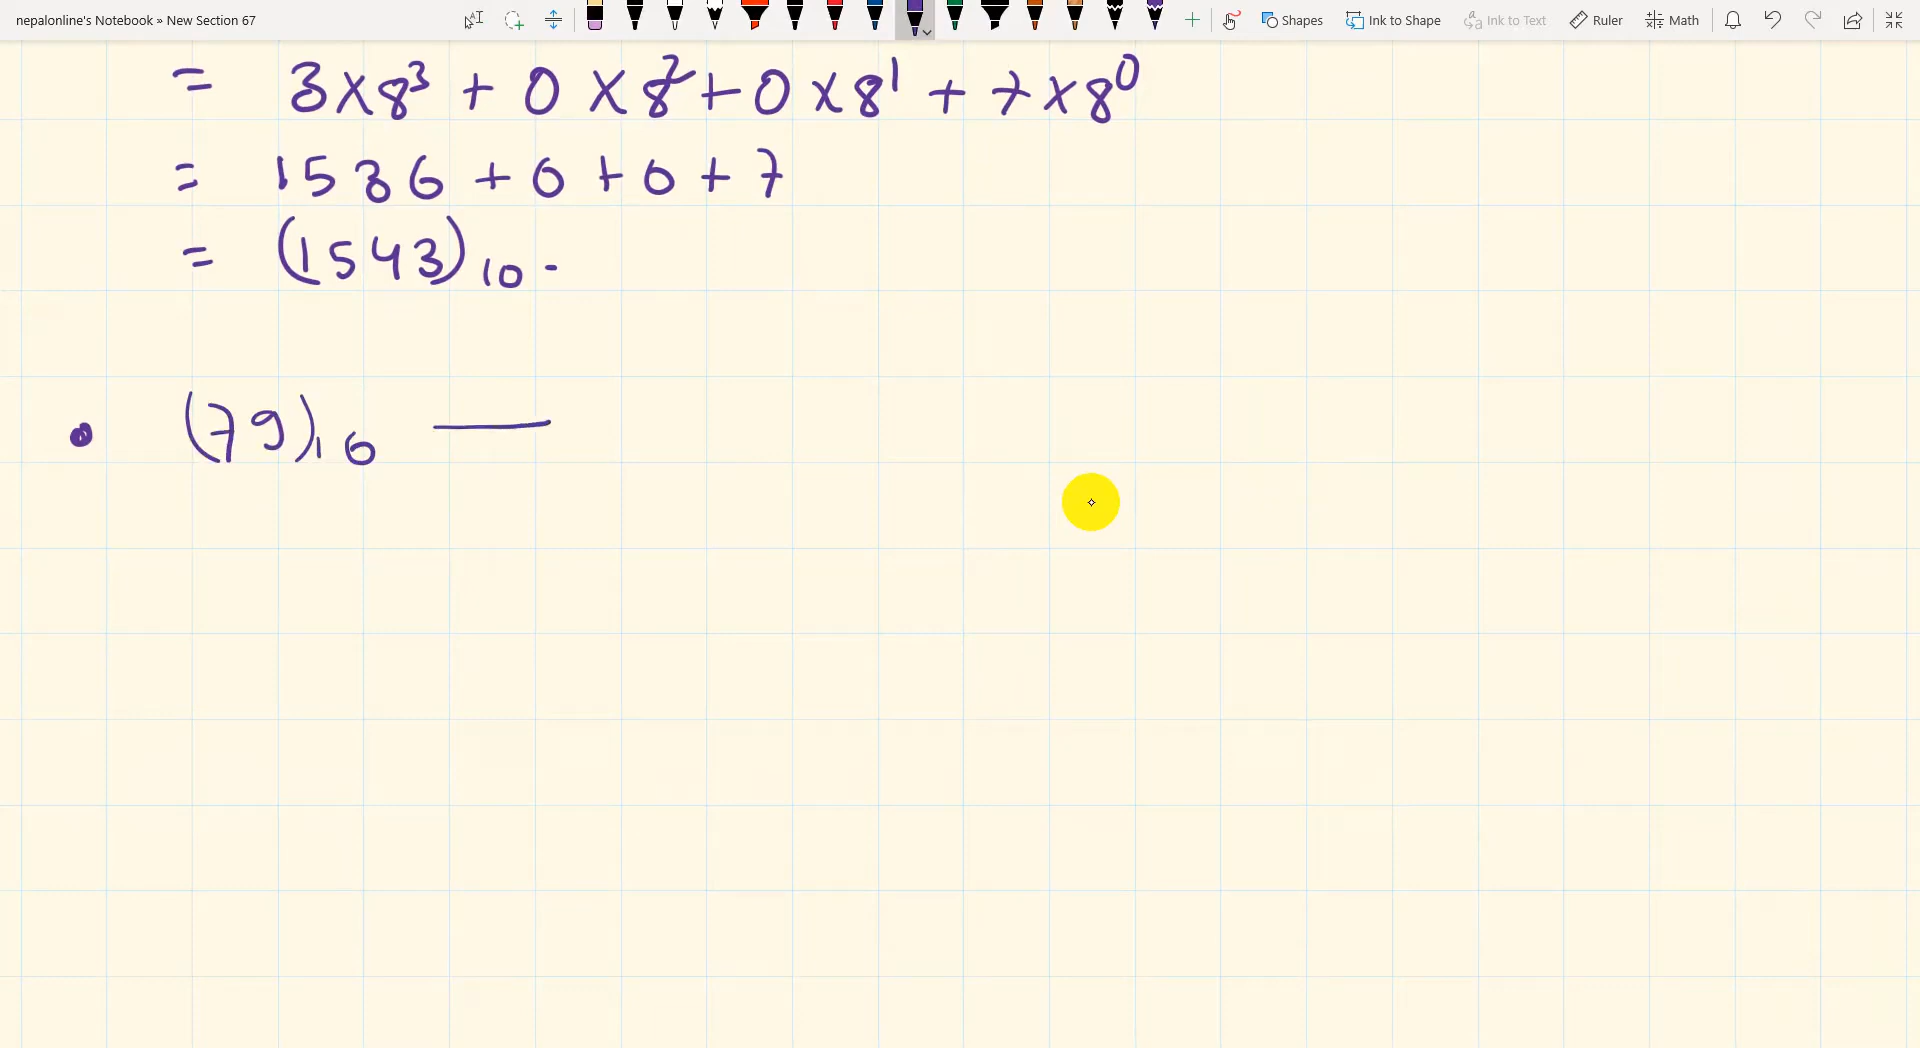 nepalonline's Notebook » New Section 67
Shapes
Ink to Shape
Ink to Text
Ruler
Math
= 3 x 8³ + 0 x 8² + 0 x 8¹ + 7 x 8⁰
= 1536 + 0 + 0 + 7
= (1543)₁₀ -
• (79)₁₆ —